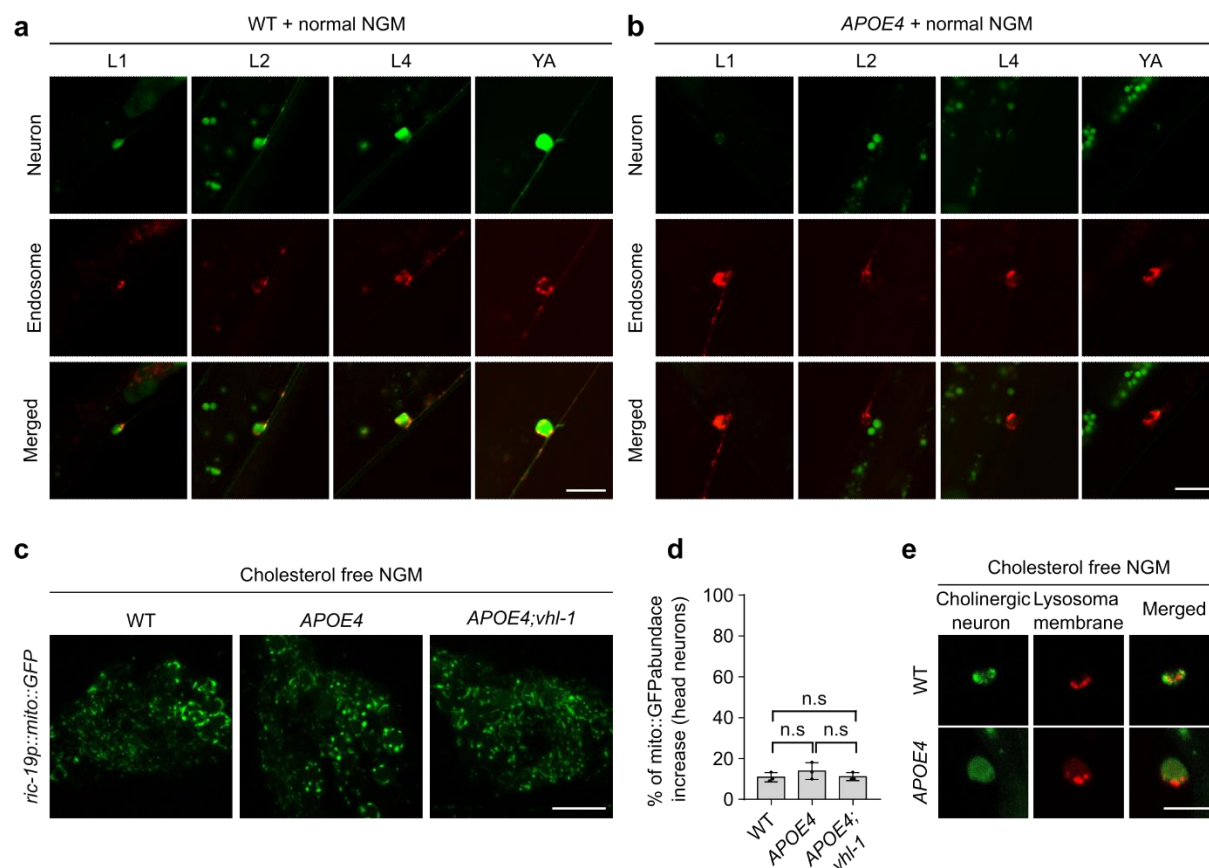 a
WT + normal NGM
L1 L2 L4 YA
Neuron
Endosome
Merged
b
APOE4 + normal NGM
L1 L2 L4 YA
Neuron
Endosome
Merged
c
Cholesterol free NGM
WT APOE4 APOE4;vhl-1
ric-19p::mito::GFP
d
% of mito::GFPabundace
increase (head neurons)
100
80
60
40
20
0
n.s
n.s n.s
WT
APOE4
APOE4;
vhl-1
e
Cholesterol free NGM
Cholinergic
neuron
Lysosoma
membrane
Merged
WT
APOE4